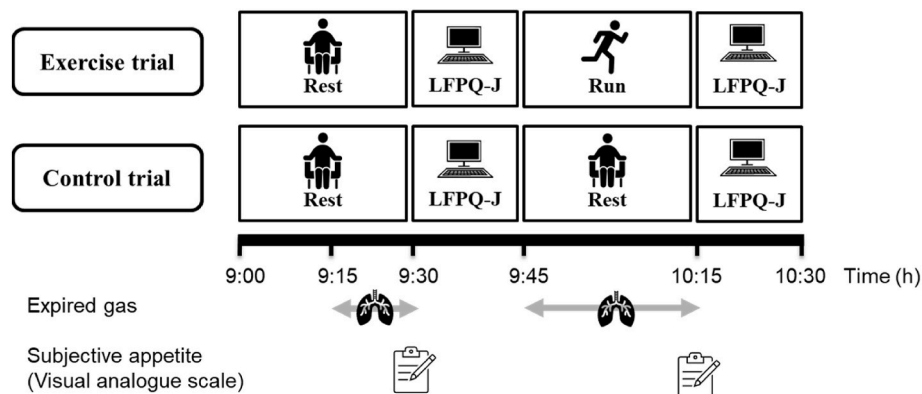 Exercise trial
Rest
LFPQ-J
Run
LFPQ-J
Control trial
Rest
LFPQ-J
Rest
LFPQ-J
9:00 9:15 9:30 9:45 10:15 10:30 Time (h)
Expired gas
Subjective appetite
(Visual analogue scale)